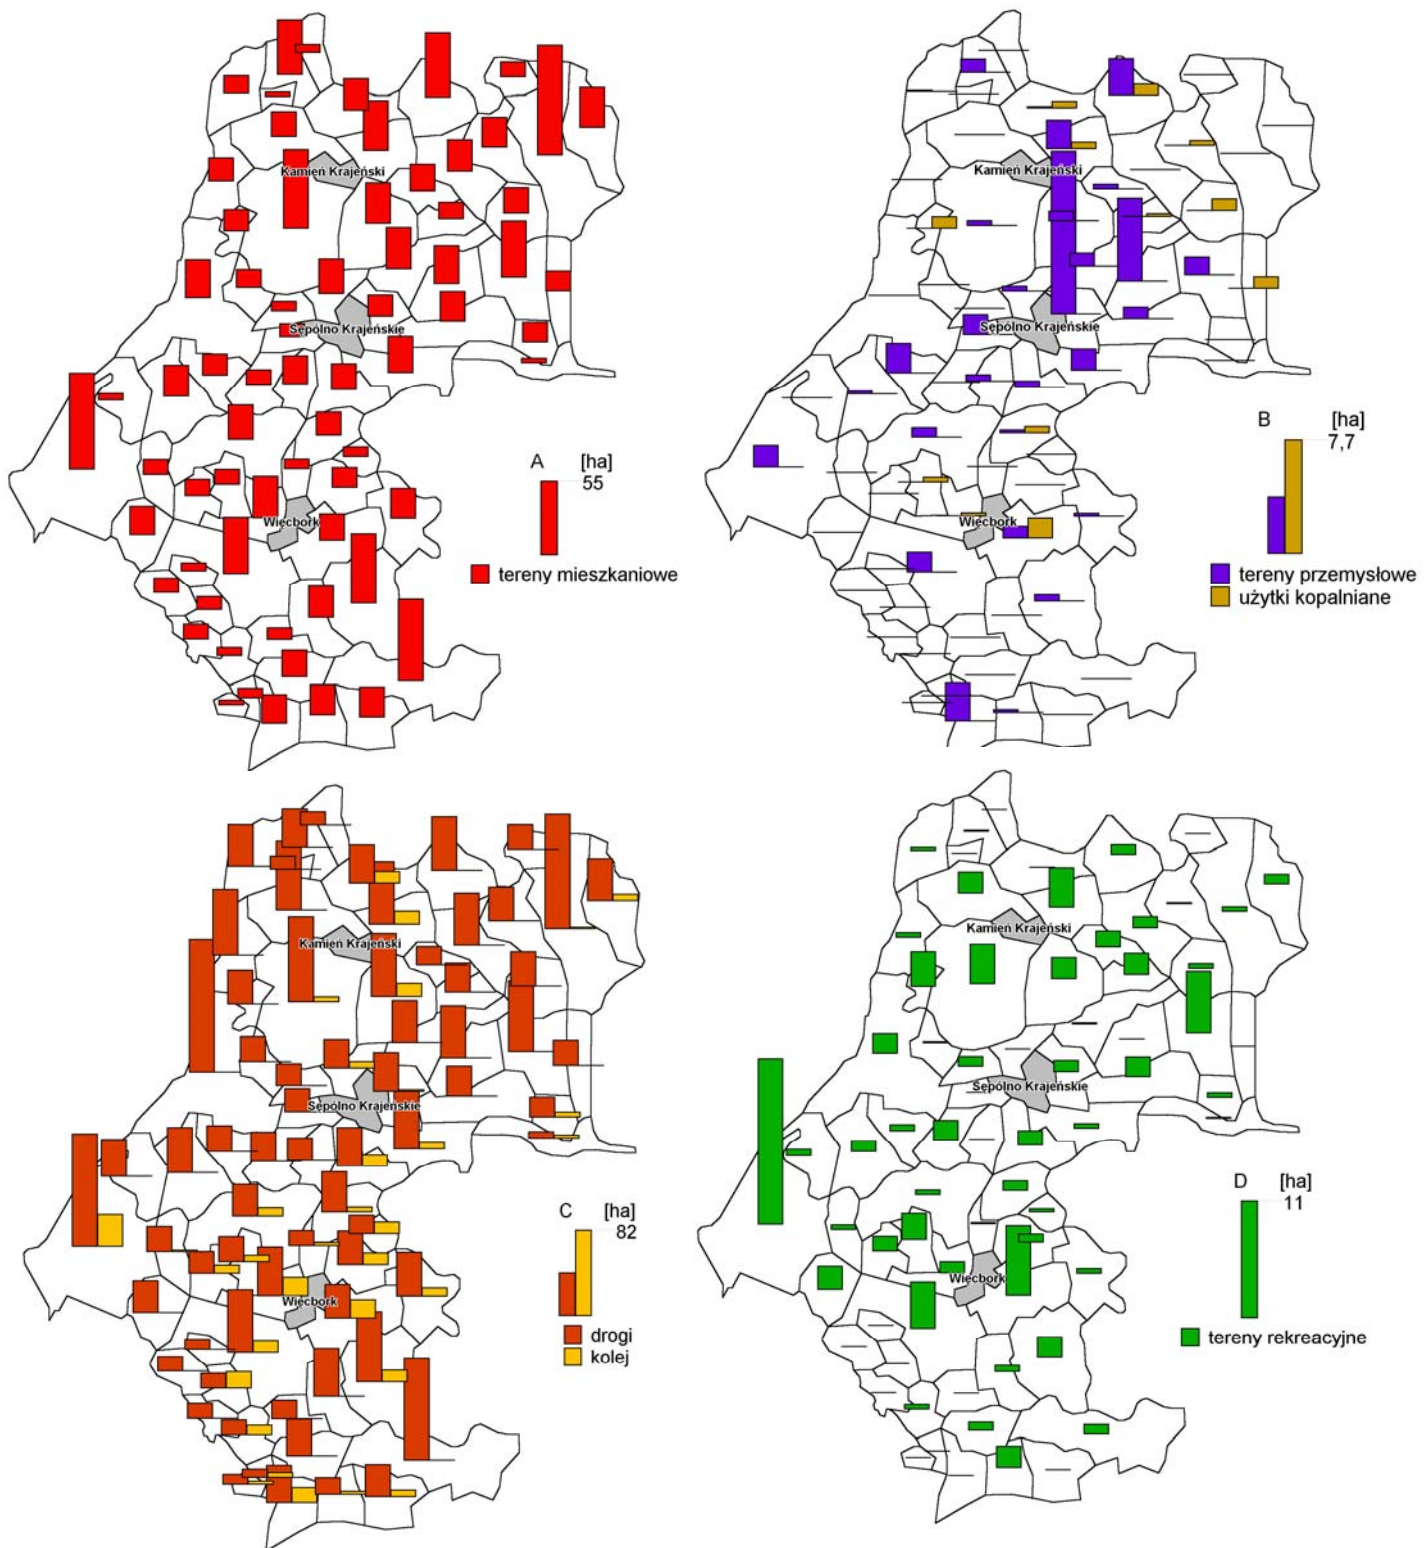 Kamień Krajeński
Sępólno Krajeńskie
Więcbork
A [ha]
55
tereny mieszkaniowe
Kamień Krajeński
Sępólno Krajeńskie
Więcbork
B [ha]
7,7
tereny przemysłowe
użytki kopalniane
Kamień Krajeński
Sępólno Krajeńskie
Więcbork
C [ha]
82
drogi
kolej
Kamień Krajeński
Sępólno Krajeńskie
Więcbork
D [ha]
11
tereny rekreacyjne